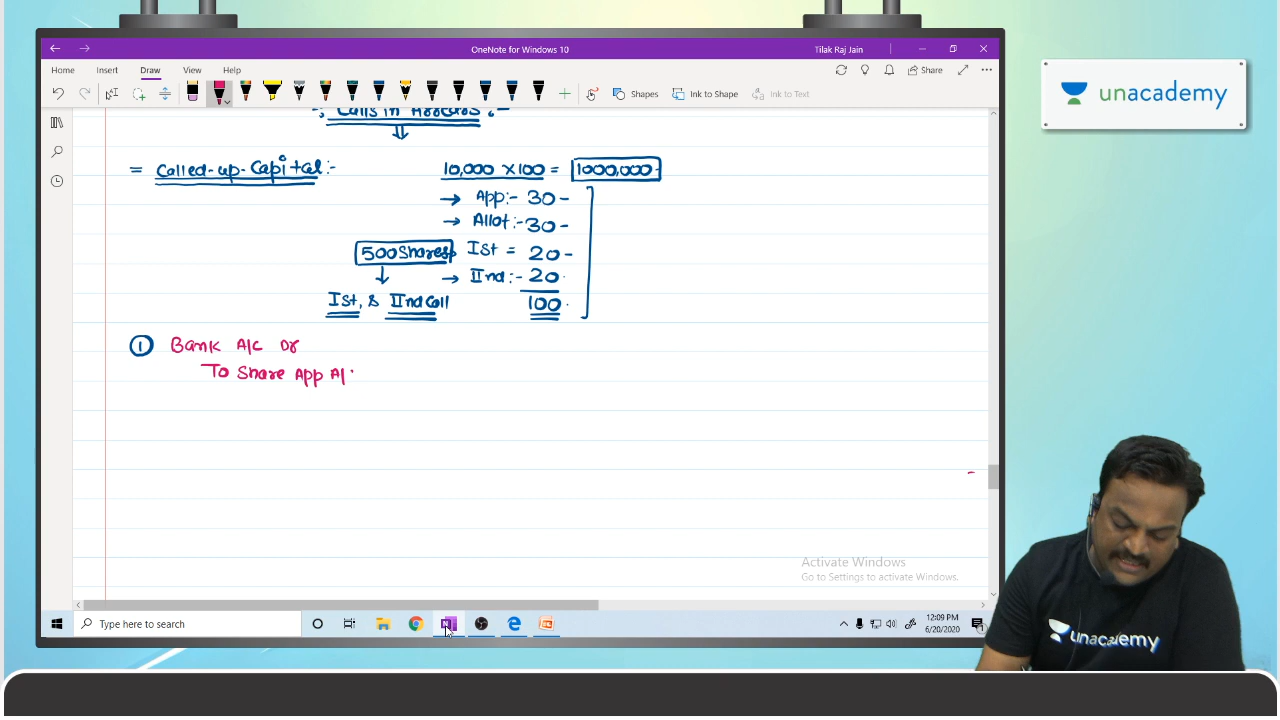 OneNote for Windows 10
Tilak Raj Jain
Home Insert Draw View Help
Share
Shapes
Ink to Shape
Ink to Text
unacademy
:- Calls in Arrears :-
= Called-up-Capital:- 10,000 x100 = 1000,000-
→ App:- 30-
→ Allot:- 30-
500 Shares Ist = 20-
→ IInd:- 20
Ist, & IInd Call 100
① Bank A/c Dr
To Share App A/
Activate Windows
Go to Settings to activate Windows.
Type here to search
12:09 PM
6/20/2020
unacademy